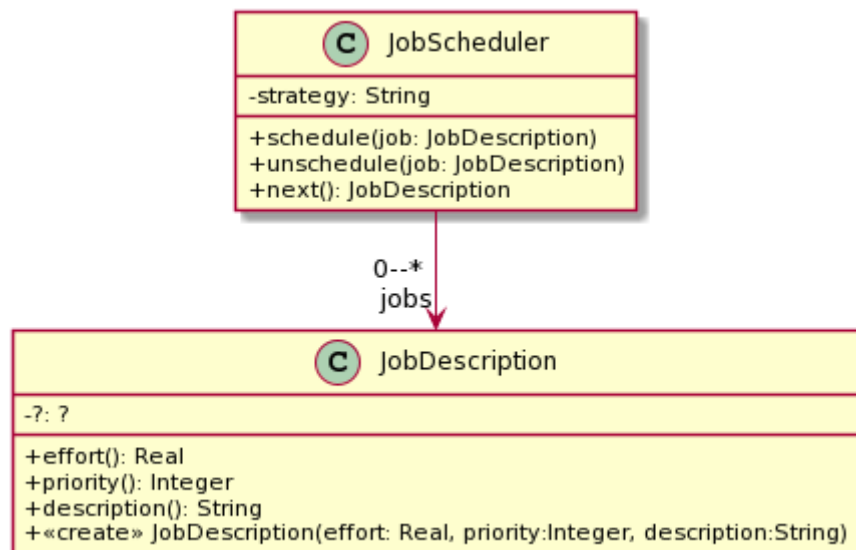 C JobScheduler
-strategy: String
+schedule(job: JobDescription)
+unschedule(job: JobDescription)
+next(): JobDescription
0--*
jobs
C JobDescription
-?: ?
+effort(): Real
+priority(): Integer
+description(): String
+«create» JobDescription(effort: Real, priority:Integer, description:String)